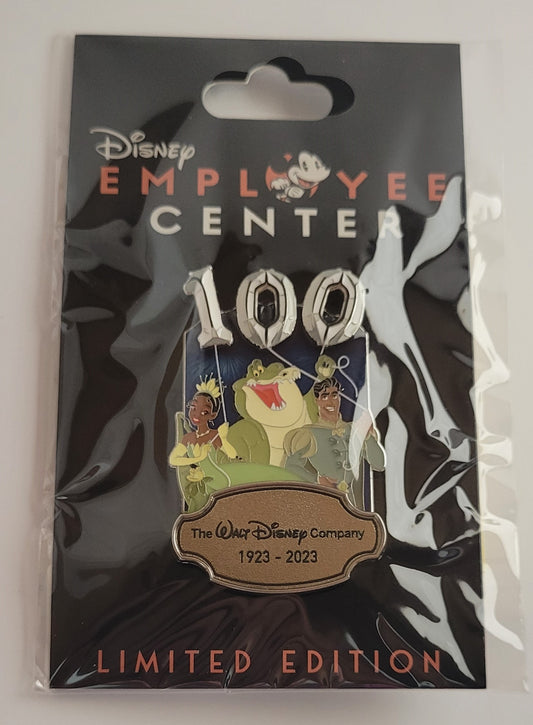 Disney
EMPLOYEE
CENTER
100
The WALT DISNEY Company
1923 - 2023
LIMITED EDITION